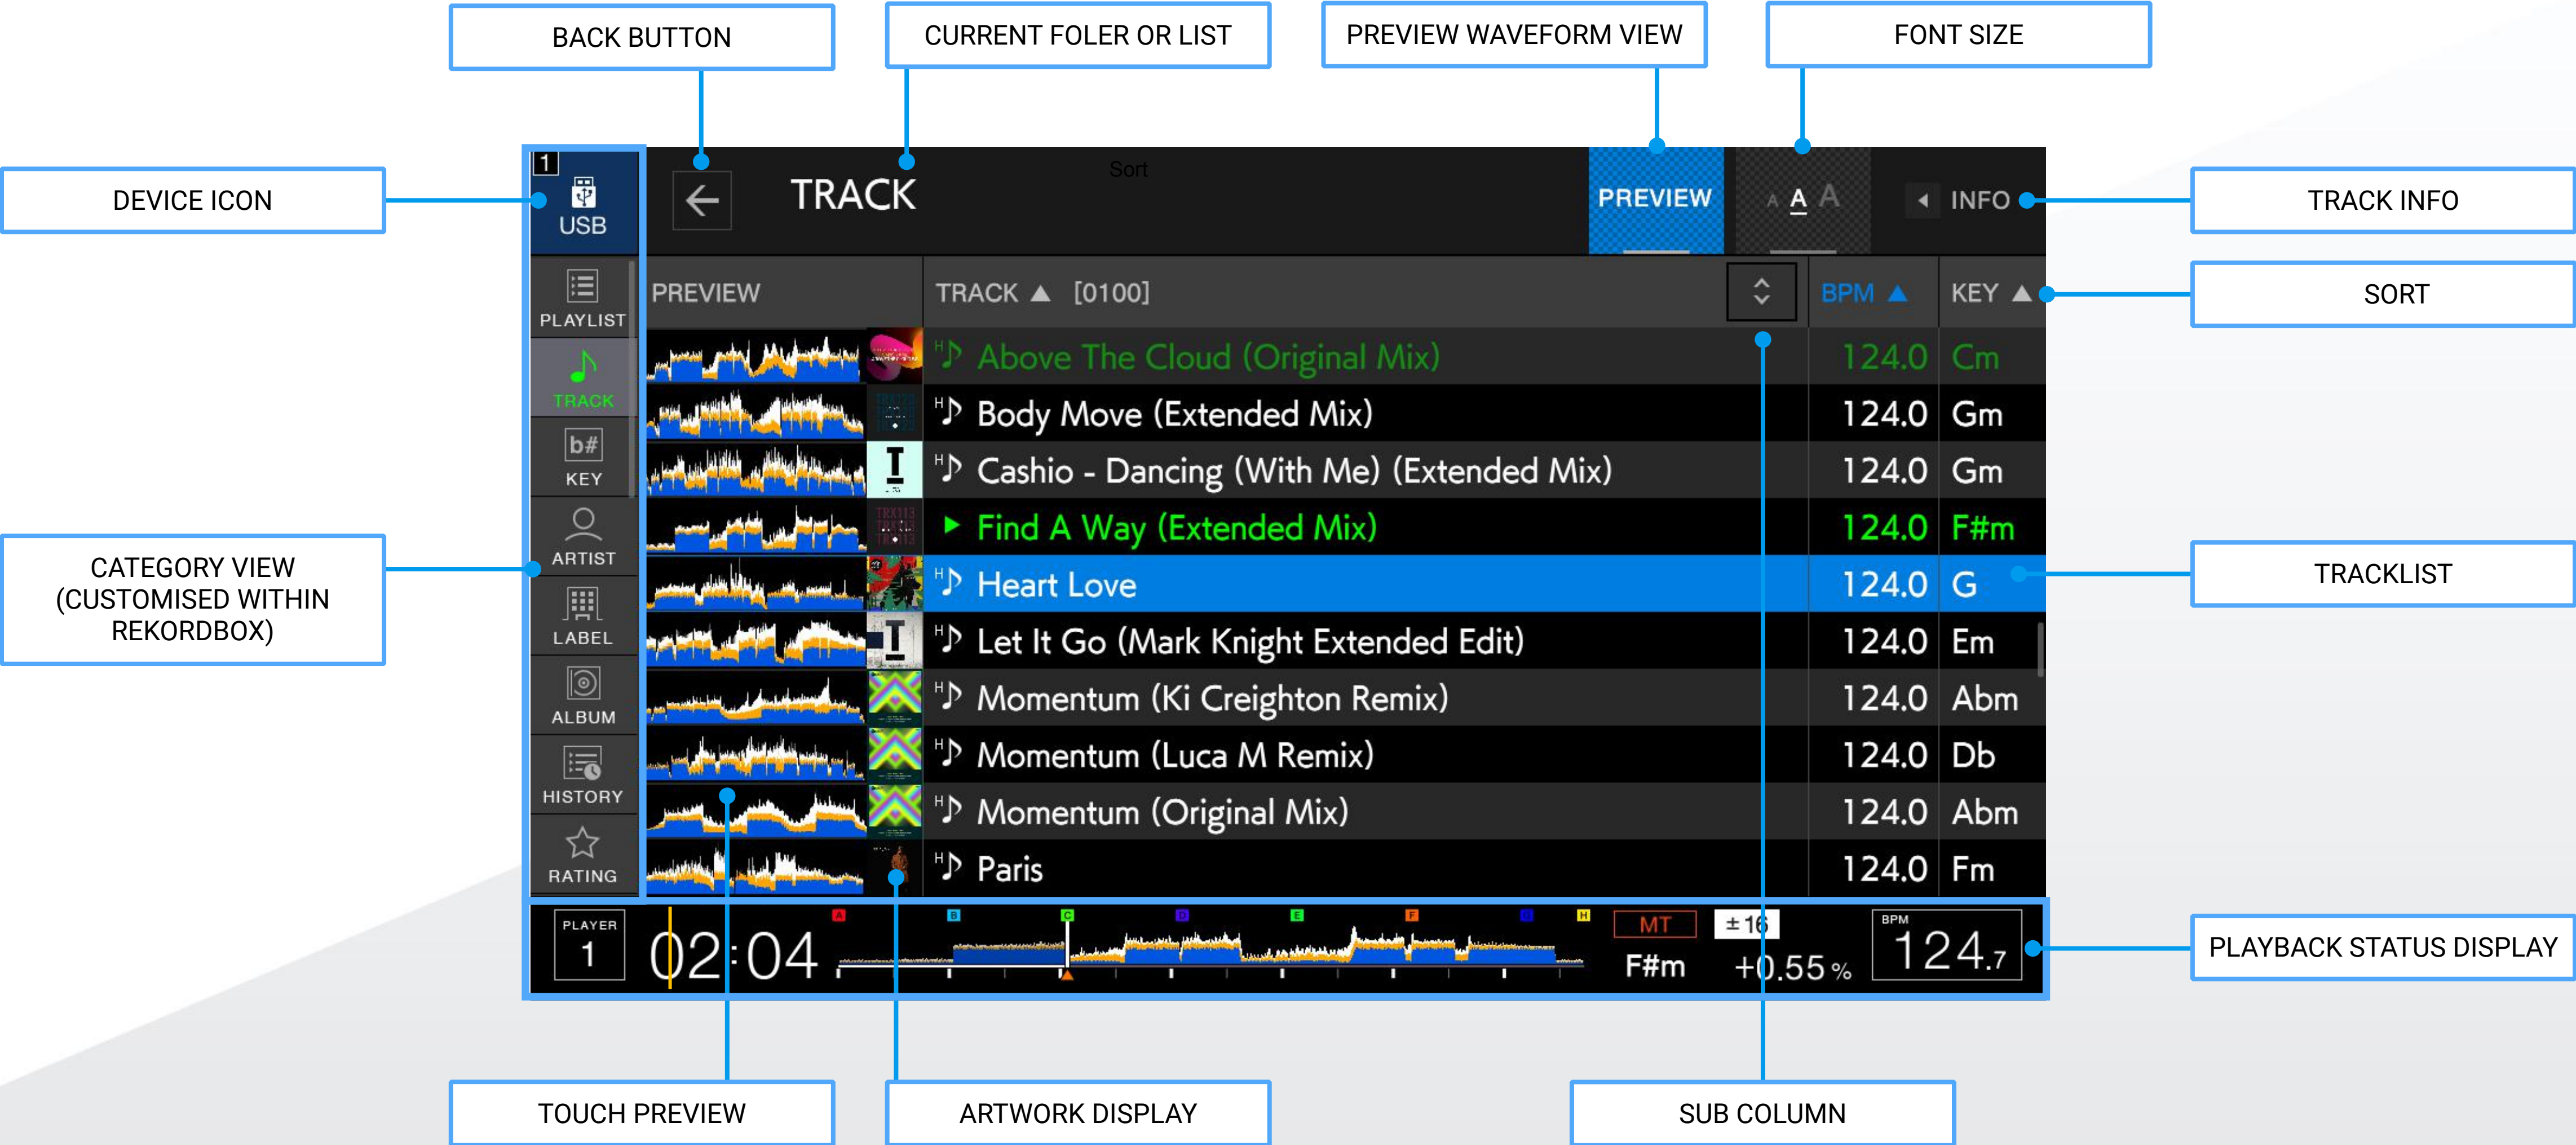 BACK BUTTON
CURRENT FOLER OR LIST
PREVIEW WAVEFORM VIEW
FONT SIZE
DEVICE ICON
1
USB
TRACK
Sort
PREVIEW
A A A
INFO
TRACK INFO
PREVIEW
TRACK ▲ [0100]
BPM ▲
KEY ▲
SORT
PLAYLIST
TRACK
b#
KEY
ARTIST
LABEL
ALBUM
HISTORY
RATING
CATEGORY VIEW
(CUSTOMISED WITHIN
REKORDBOX)
H Above The Cloud (Original Mix) 124.0 Cm
H Body Move (Extended Mix) 124.0 Gm
H Cashio - Dancing (With Me) (Extended Mix) 124.0 Gm
Find A Way (Extended Mix) 124.0 F#m
H Heart Love 124.0 G
H Let It Go (Mark Knight Extended Edit) 124.0 Em
H Momentum (Ki Creighton Remix) 124.0 Abm
H Momentum (Luca M Remix) 124.0 Db
H Momentum (Original Mix) 124.0 Abm
H Paris 124.0 Fm
TRACKLIST
PLAYER
1
02:04
A B C D E F G H
MT
F#m
±16
+0.55 %
BPM
124.7
PLAYBACK STATUS DISPLAY
TOUCH PREVIEW
ARTWORK DISPLAY
SUB COLUMN